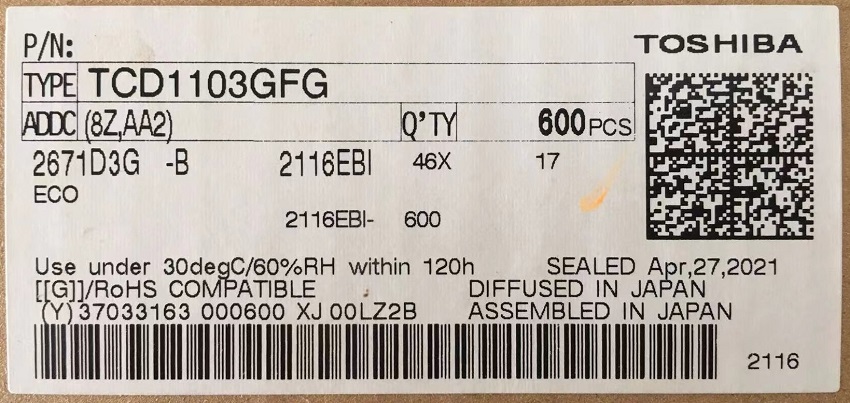 P/N:
TOSHIBA
TYPE TCD1103GFG
ADDC (8Z,AA2) Q'TY 600PCS
2671D3G -B 2116EBI 46X 17
ECO
2116EBI- 600
Use under 30degC/60%RH within 120h SEALED Apr,27,2021
[[G]]/RoHS COMPATIBLE DIFFUSED IN JAPAN
(Y) 37033163 000600 XJ 00LZ2B ASSEMBLED IN JAPAN
2116